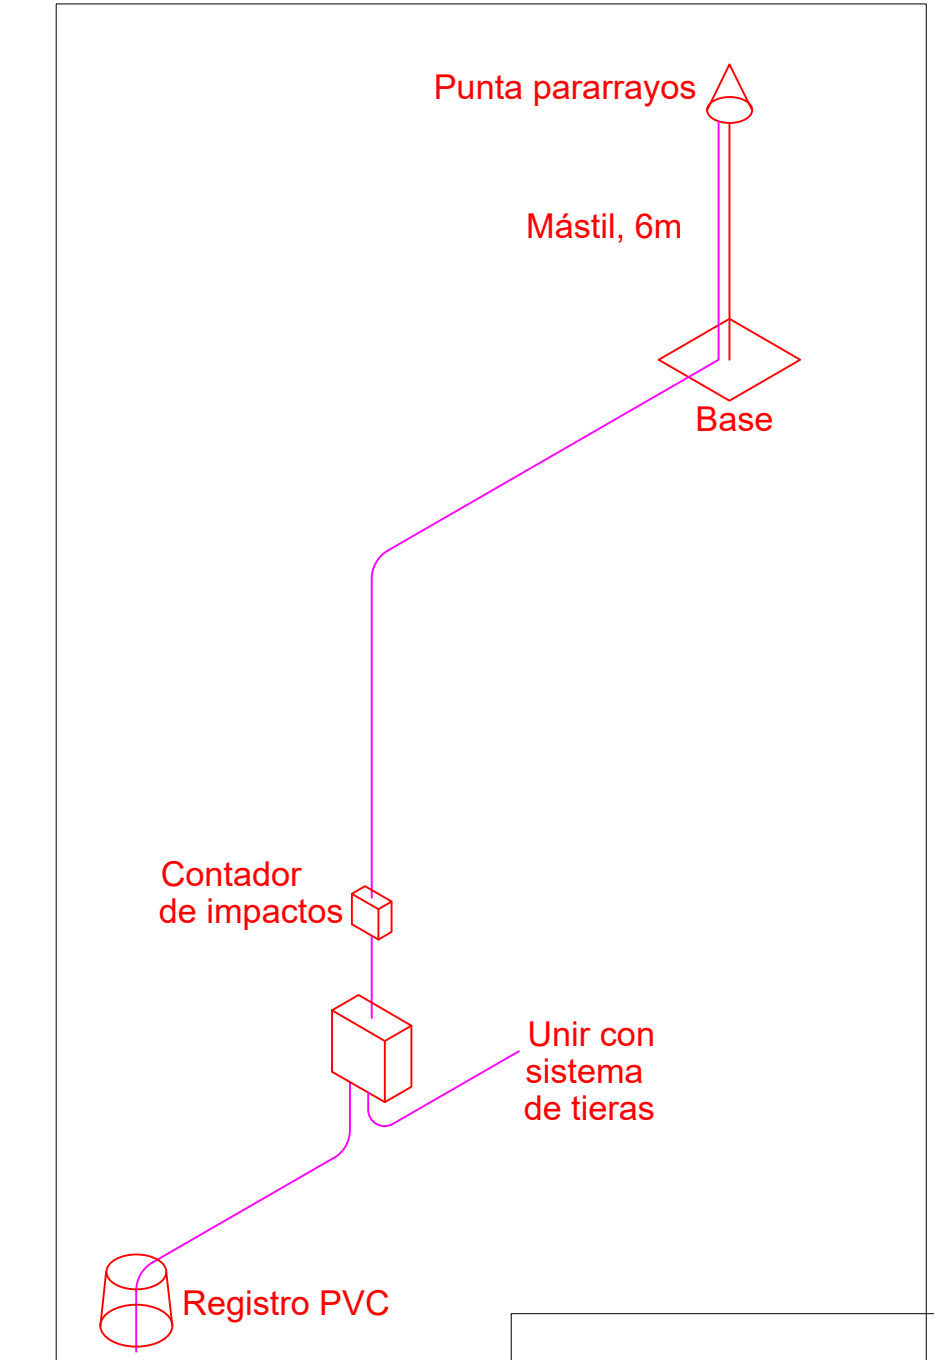 Punta pararrayos
Mástil, 6m
Base
Contador
de impactos
Unir con
sistema
de tieras
Registro PVC